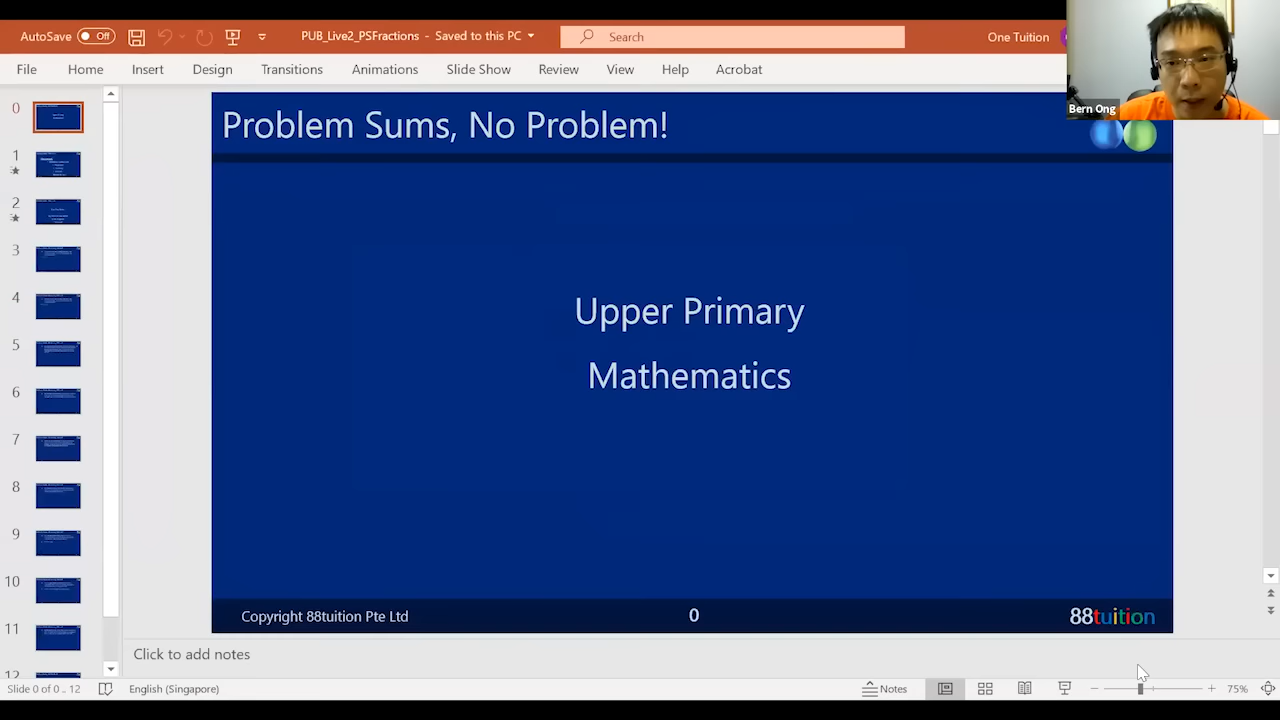 AutoSave Off PUB_Live2_PSFractions - Saved to this PC Search One Tuition
File Home Insert Design Transitions Animations Slide Show Review View Help Acrobat
Bern Ong
0
1
2
3
4
5
6
7
8
9
10
11
12
Problem Sums, No Problem!
Upper Primary
Mathematics
Copyright 88tuition Pte Ltd 0 88tuition
Click to add notes
Slide 0 of 0 .. 12 English (Singapore) Notes 75%